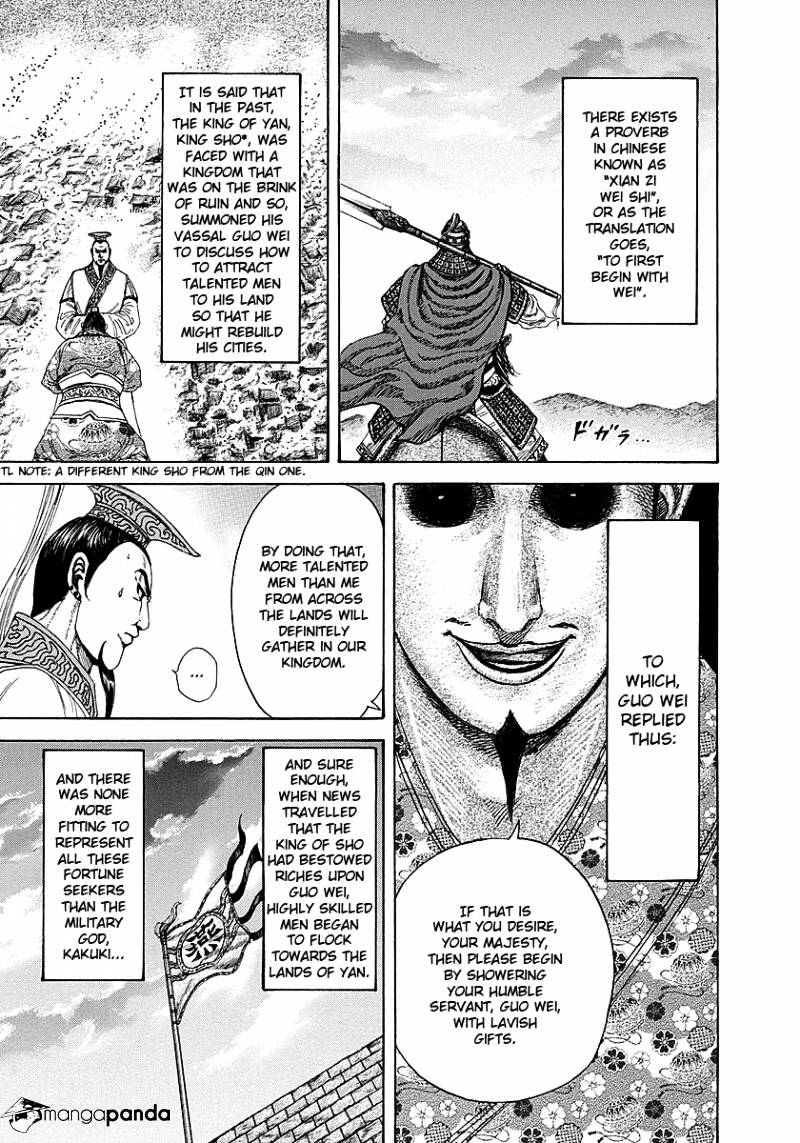 THERE EXISTS
A PROVERB
IN CHINESE
KNOWN AS
"XIAN ZI
WEI SHI",
OR AS THE
TRANSLATION
GOES,
"TO FIRST
BEGIN WITH
WEI".
ドガラ...
IT IS SAID THAT
IN THE PAST,
THE KING OF YAN,
KING SHO*, WAS
FACED WITH A
KINGDOM THAT
WAS ON THE BRINK
OF RUIN AND SO,
SUMMONED HIS
VASSAL GUO WEI
TO DISCUSS HOW
TO ATTRACT
TALENTED MEN
TO HIS LAND
SO THAT HE
MIGHT REBUILD
HIS CITIES.
TL NOTE: A DIFFERENT KING SHO FROM THE QIN ONE.
TO
WHICH,
GUO WEI
REPLIED
THUS:
IF THAT IS
WHAT YOU DESIRE,
YOUR MAJESTY,
THEN PLEASE BEGIN
BY SHOWERING
YOUR HUMBLE
SERVANT, GUO WEI,
WITH LAVISH
GIFTS.
BY DOING THAT,
MORE TALENTED
MEN THAN ME
FROM ACROSS
THE LANDS WILL
DEFINITELY
GATHER IN OUR
KINGDOM.
...
AND SURE
ENOUGH,
WHEN NEWS
TRAVELLED
THAT THE
KING OF SHO
HAD BESTOWED
RICHES UPON
GUO WEI,
HIGHLY SKILLED
MEN BEGAN
TO FLOCK
TOWARDS THE
LANDS OF YAN.
AND THERE
WAS NONE
MORE
FITTING TO
REPRESENT
ALL THESE
FORTUNE
SEEKERS
THAN THE
MILITARY
GOD,
KAKUKI...
mangapanda